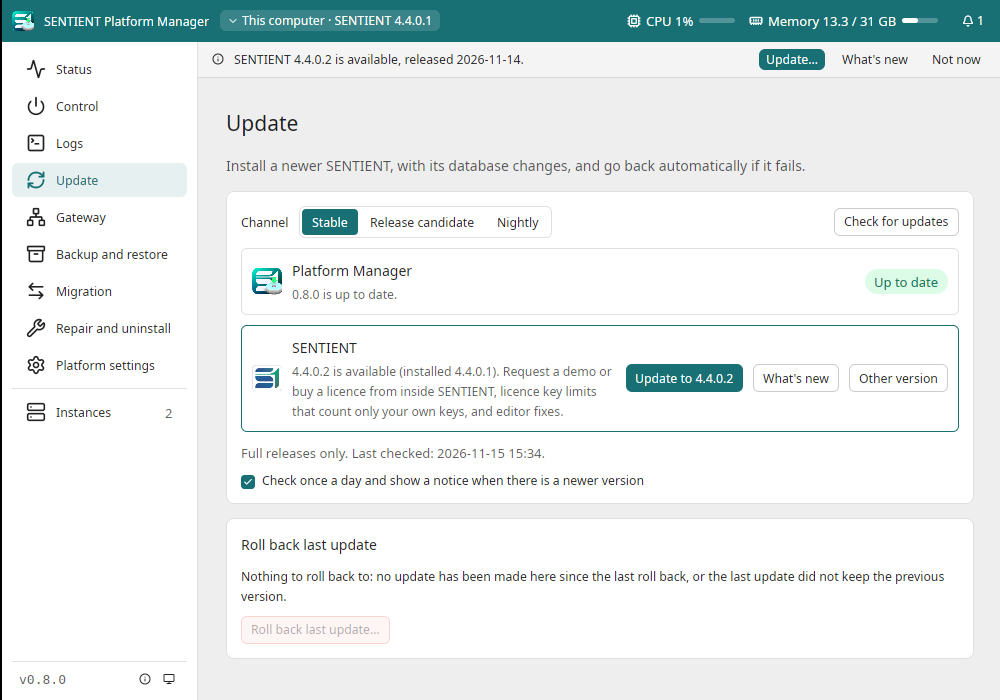 SENTIENT Platform Manager
This computer · SENTIENT 4.4.0.1
CPU 1%
Memory 13.3 / 31 GB
1
Status
Control
Logs
Update
Gateway
Backup and restore
Migration
Repair and uninstall
Platform settings
Instances 2
v0.8.0
SENTIENT 4.4.0.2 is available, released 2026-11-14.
Update...
What's new
Not now
Update
Install a newer SENTIENT, with its database changes, and go back automatically if it fails.
Channel
Stable
Release candidate
Nightly
Check for updates
Platform Manager
0.8.0 is up to date.
Up to date
SENTIENT
4.4.0.2 is available (installed 4.4.0.1). Request a demo or
buy a licence from inside SENTIENT, licence key limits
that count only your own keys, and editor fixes.
Update to 4.4.0.2
What's new
Other version
Full releases only. Last checked: 2026-11-15 15:34.
Check once a day and show a notice when there is a newer version
Roll back last update
Nothing to roll back to: no update has been made here since the last roll back, or the last update did not keep the previous
version.
Roll back last update...